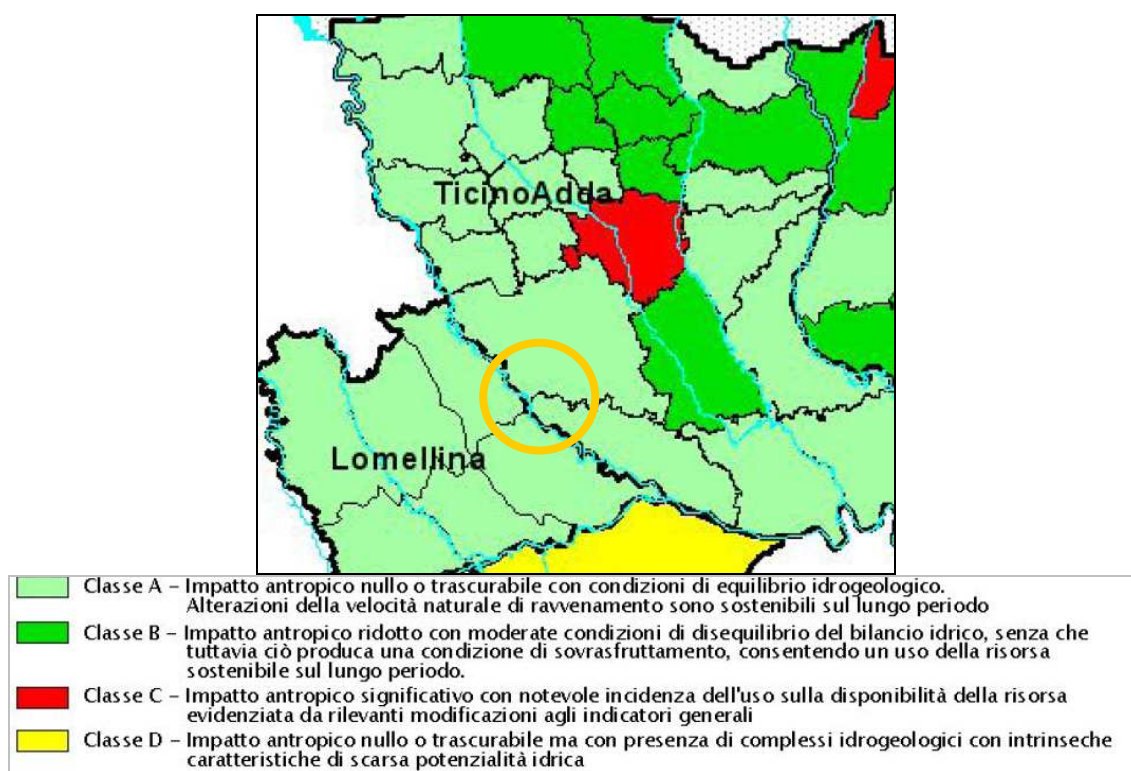 TicinoAdda
Lomellina
Classe A – Impatto antropico nullo o trascurabile con condizioni di equilibrio idrogeologico.
Alterazioni della velocità naturale di ravvenamento sono sostenibili sul lungo periodo
Classe B – Impatto antropico ridotto con moderate condizioni di disequilibrio del bilancio idrico, senza che
tuttavia ciò produca una condizione di sovrasfruttamento, consentendo un uso della risorsa
sostenibile sul lungo periodo.
Classe C – Impatto antropico significativo con notevole incidenza dell'uso sulla disponibilità della risorsa
evidenziata da rilevanti modificazioni agli indicatori generali
Classe D – Impatto antropico nullo o trascurabile ma con presenza di complessi idrogeologici con intrinseche
caratteristiche di scarsa potenzialità idrica